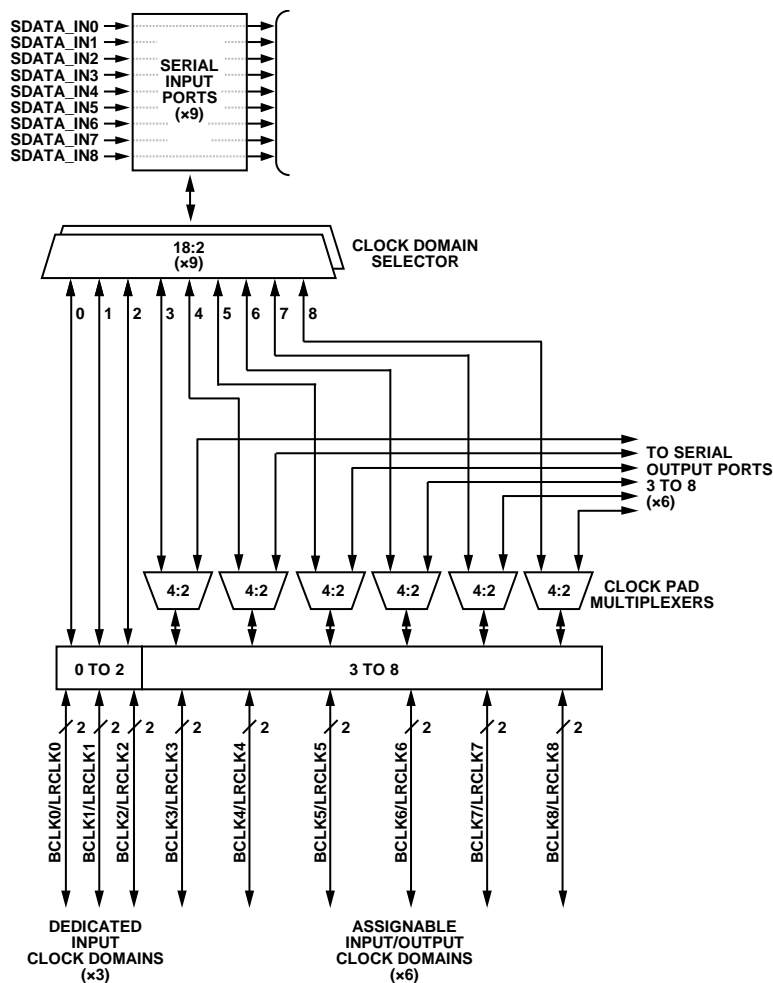 SDATA_IN0
SDATA_IN1
SDATA_IN2
SDATA_IN3
SDATA_IN4
SDATA_IN5
SDATA_IN6
SDATA_IN7
SDATA_IN8
SERIAL
INPUT
PORTS
(×9)
18:2
(×9)
CLOCK DOMAIN
SELECTOR
0
1
2
3
4
5
6
7
8
TO SERIAL
OUTPUT PORTS
3 TO 8
(×6)
4:2
4:2
4:2
4:2
4:2
4:2
CLOCK PAD
MULTIPLEXERS
0 TO 2
3 TO 8
2
2
2
2
2
2
2
2
2
BCLK0/LRCLK0
BCLK1/LRCLK1
BCLK2/LRCLK2
BCLK3/LRCLK3
BCLK4/LRCLK4
BCLK5/LRCLK5
BCLK6/LRCLK6
BCLK7/LRCLK7
BCLK8/LRCLK8
DEDICATED
INPUT
CLOCK DOMAINS
(×3)
ASSIGNABLE
INPUT/OUTPUT
CLOCK DOMAINS
(×6)